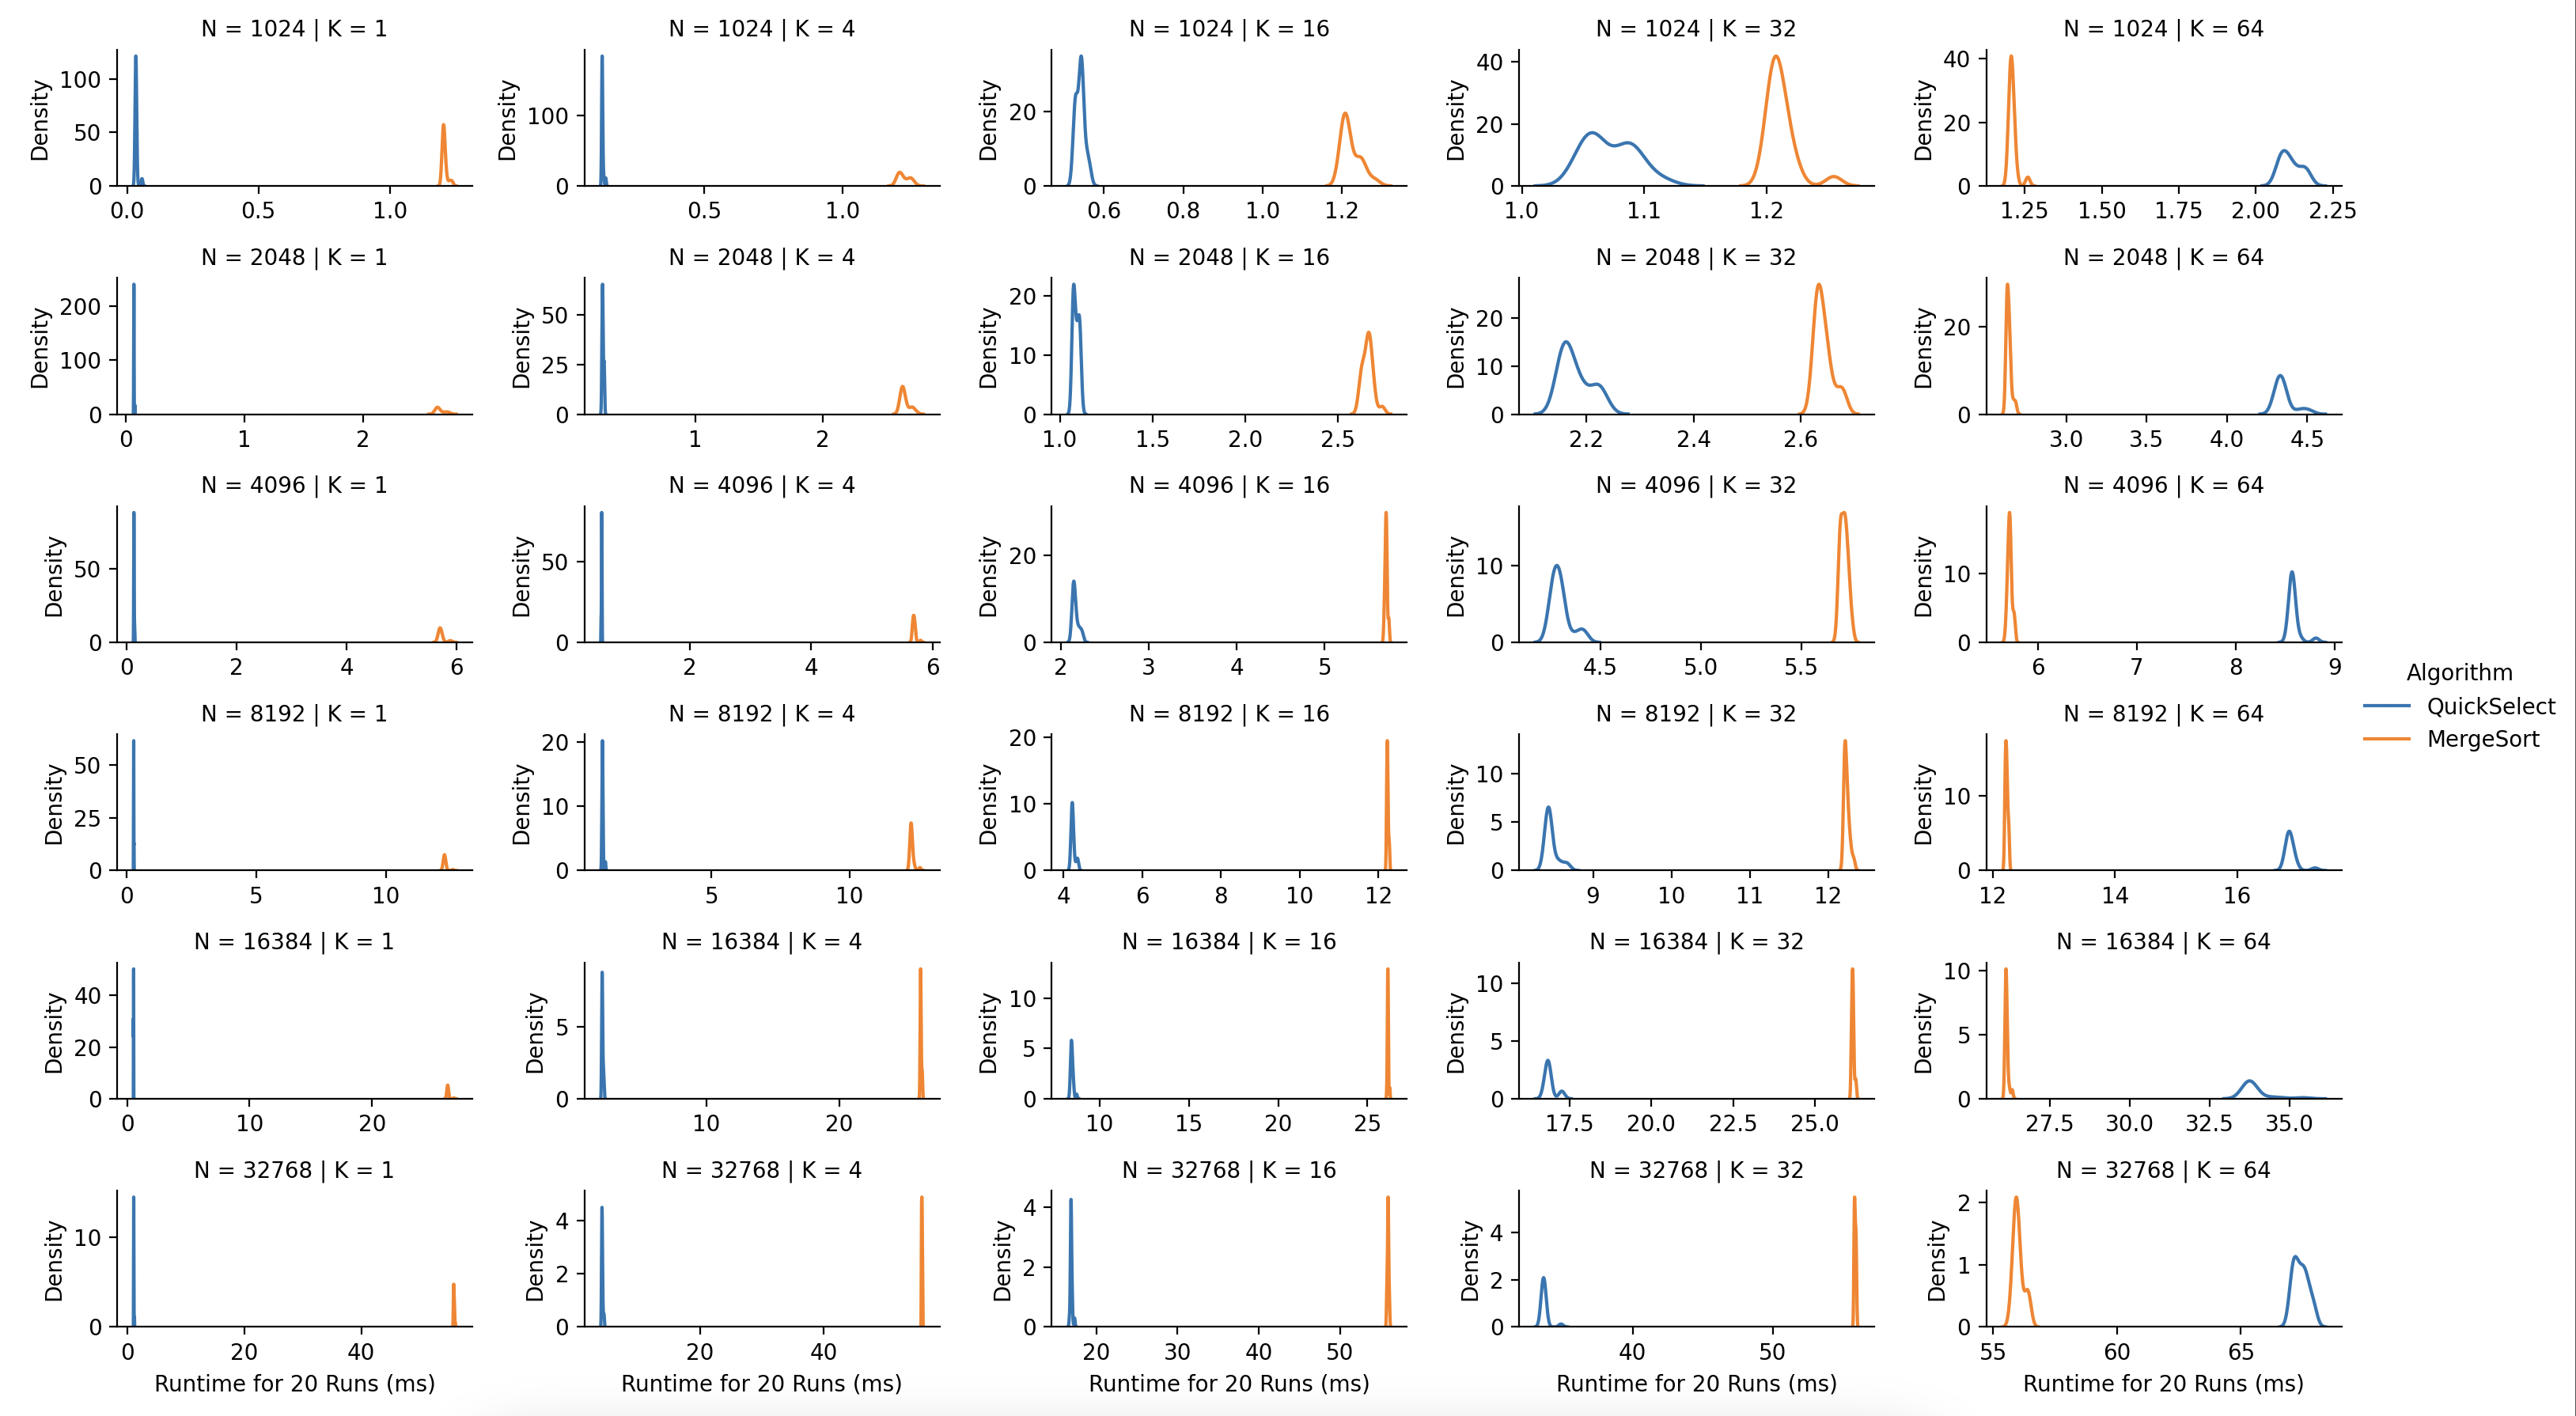 N = 1024 | K = 1
N = 1024 | K = 4
N = 1024 | K = 16
N = 1024 | K = 32
N = 1024 | K = 64
Density
100
50
0
0.0 0.5 1.0
Density
100
0
0.5 1.0
Density
20
0
0.6 0.8 1.0 1.2
Density
40
20
0
1.0 1.1 1.2
Density
40
20
0
1.25 1.50 1.75 2.00 2.25
N = 2048 | K = 1
N = 2048 | K = 4
N = 2048 | K = 16
N = 2048 | K = 32
N = 2048 | K = 64
Density
200
100
0
0 1 2
Density
50
25
0
1 2
Density
20
10
0
1.0 1.5 2.0 2.5
Density
20
10
0
2.2 2.4 2.6
Density
20
0
3.0 3.5 4.0 4.5
N = 4096 | K = 1
N = 4096 | K = 4
N = 4096 | K = 16
N = 4096 | K = 32
N = 4096 | K = 64
Density
50
0
0 2 4 6
Density
50
0
2 4 6
Density
20
0
2 3 4 5
Density
10
0
4.5 5.0 5.5
Density
10
0
6 7 8 9
Algorithm
QuickSelect
MergeSort
N = 8192 | K = 1
N = 8192 | K = 4
N = 8192 | K = 16
N = 8192 | K = 32
N = 8192 | K = 64
Density
50
25
0
0 5 10
Density
20
10
0
5 10
Density
20
10
0
4 6 8 10 12
Density
10
5
0
9 10 11 12
Density
10
0
12 14 16
N = 16384 | K = 1
N = 16384 | K = 4
N = 16384 | K = 16
N = 16384 | K = 32
N = 16384 | K = 64
Density
40
20
0
0 10 20
Density
5
0
10 20
Density
10
5
0
10 15 20 25
Density
10
5
0
17.5 20.0 22.5 25.0
Density
10
5
0
27.5 30.0 32.5 35.0
N = 32768 | K = 1
N = 32768 | K = 4
N = 32768 | K = 16
N = 32768 | K = 32
N = 32768 | K = 64
Density
10
0
0 20 40
Runtime for 20 Runs (ms)
Density
4
2
0
20 40
Runtime for 20 Runs (ms)
Density
4
2
0
20 30 40 50
Runtime for 20 Runs (ms)
Density
4
2
0
40 50
Runtime for 20 Runs (ms)
Density
2
1
0
55 60 65
Runtime for 20 Runs (ms)